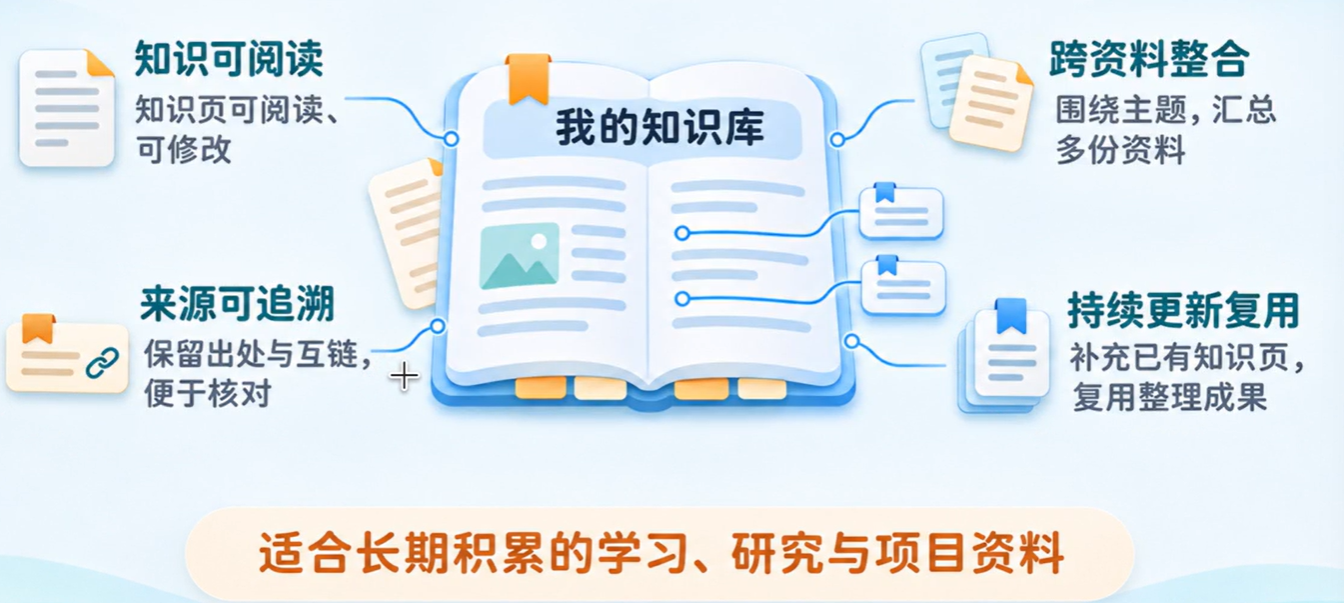 知识可阅读
知识页可阅读、
可修改
我的知识库
跨资料整合
围绕主题，汇总
多份资料
来源可追溯
保留出处与互链，
便于核对
持续更新复用
补充已有知识页，
复用整理成果
适合长期积累的学习、研究与项目资料